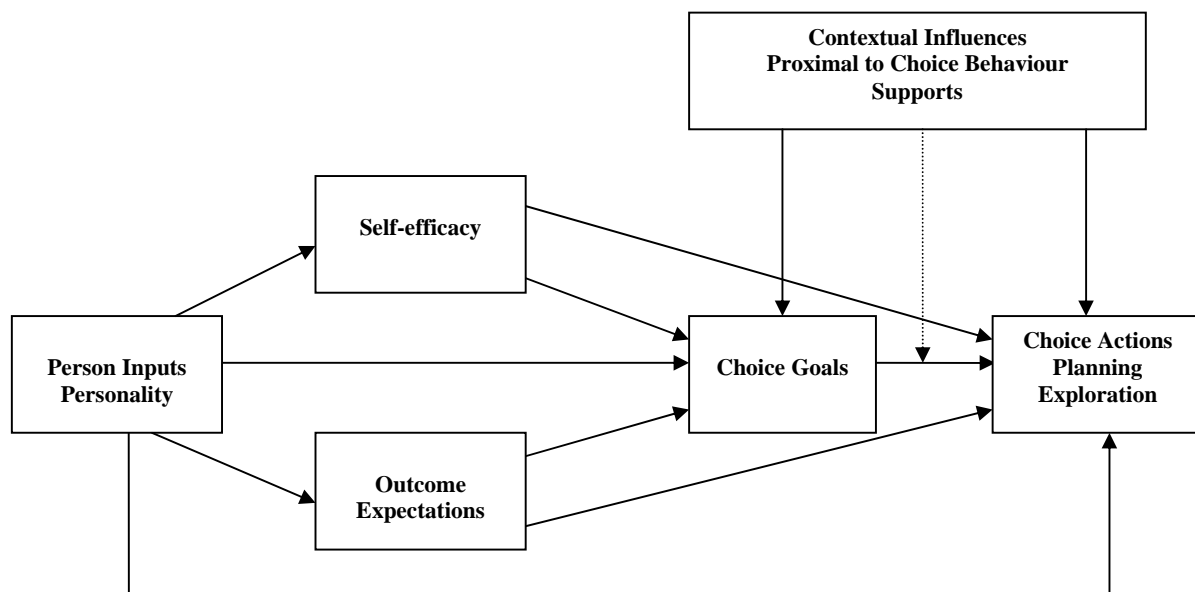 Contextual Influences
Proximal to Choice Behaviour
Supports
Self-efficacy
Person Inputs
Personality
Choice Goals
Choice Actions
Planning
Exploration
Outcome
Expectations